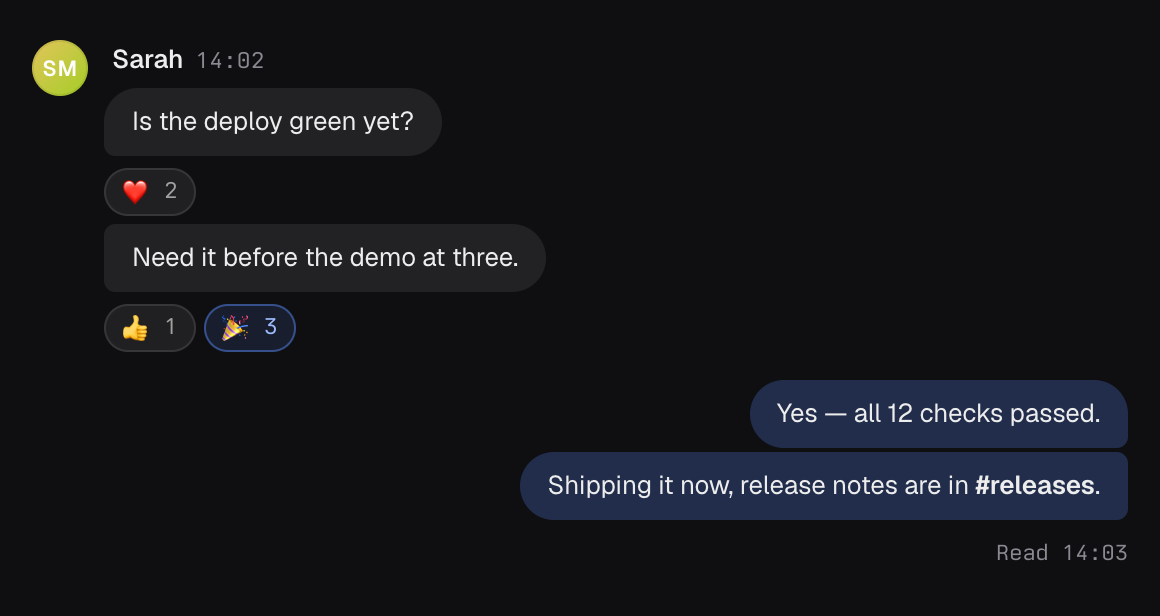 SM
Sarah 14:02
Is the deploy green yet?
❤️ 2
Need it before the demo at three.
👍 1 🎉 3
Yes — all 12 checks passed.
Shipping it now, release notes are in #releases.
Read 14:03